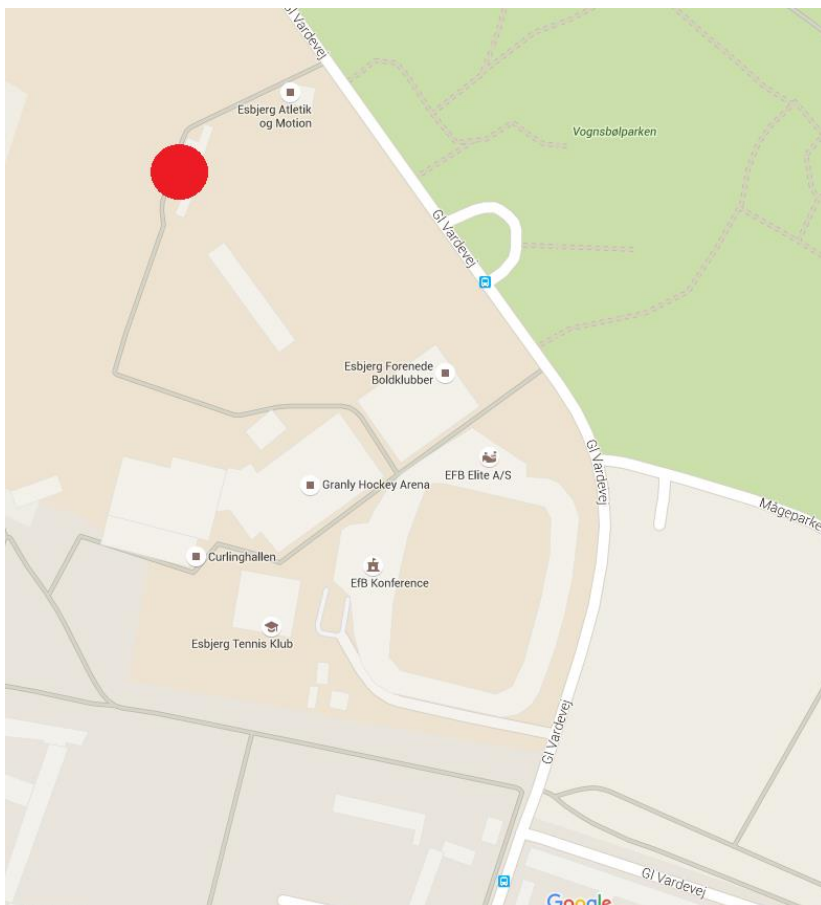 Gl Vardevej
Esbjerg Atletik
og Motion
Vognsbølparken
Gl Vardevej
Esbjerg Forenede
Boldklubber
Gl Vardevej
EFB Elite A/S
Granly Hockey Arena
Mågeparke
Curlinghallen
EfB Konference
Esbjerg Tennis Klub
Gl Vardevej
Gl Vardevej
Google